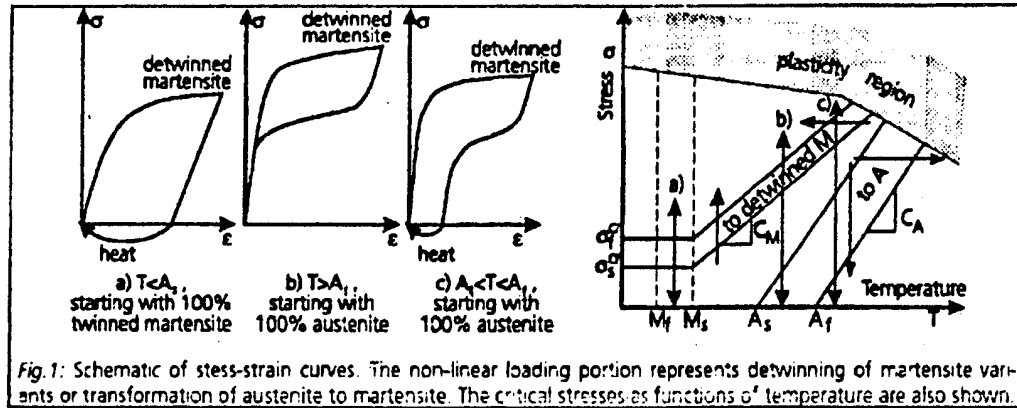 σ
detwinned
martensite
ε
heat
a) T<As,
starting with 100%
twinned martensite
σ
detwinned
martensite
ε
b) T>Af,
starting with
100% austenite
σ
detwinned
martensite
ε
heat
starting with
100% austenite
σ
Stress
plasticity region
a)
b)
c)
to detwinned M
to A
CM
CA
Temperature
T
Mf
Ms
As
Af
Fig.1: Schematic of stess-strain curves. The non-linear loading portion represents detwinning of martensite vari-
ants or transformation of austenite to martensite. The critical stresses as functions of temperature are also shown.